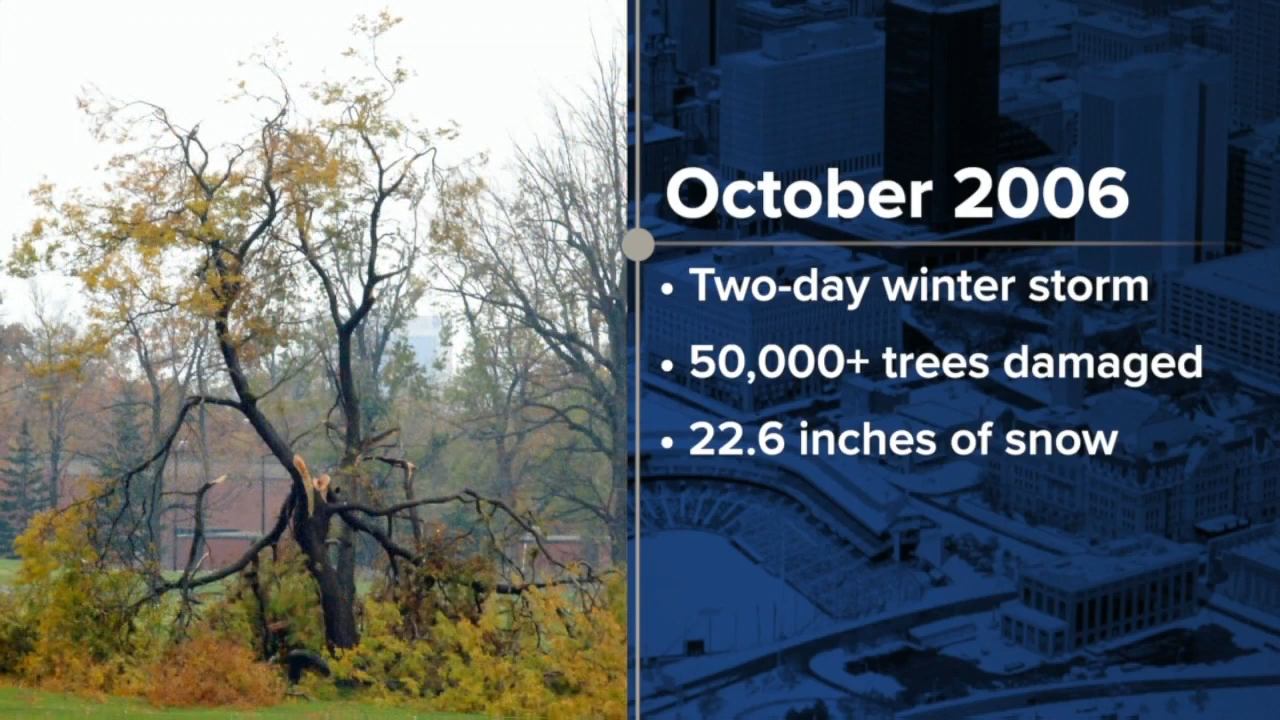 October 2006
• Two-day winter storm
• 50,000+ trees damaged
• 22.6 inches of snow